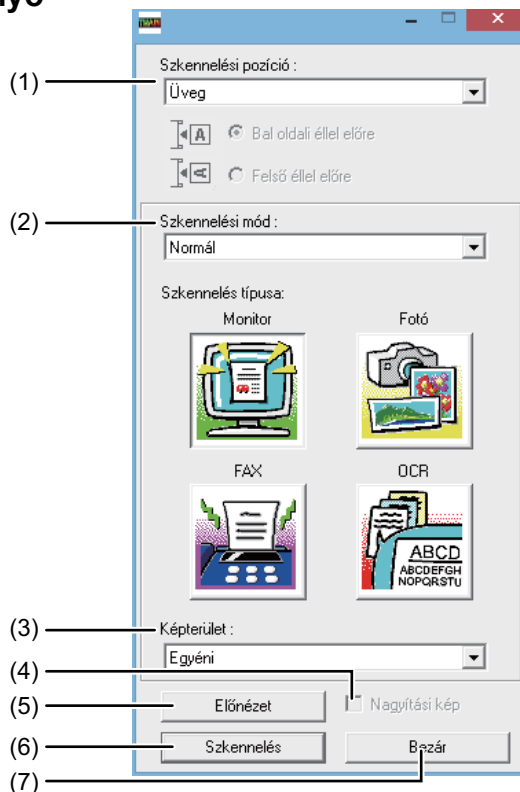 (1)
Szkennelési pozíció :
Üveg
A
Bal oldali éllel előre
A
Felső éllel előre
(2)
Szkennelési mód :
Normál
Szkennelés típusa:
Monitor
Fotó
FAX
OCR
ABCD
ABCDEFGH
NOPQRSTU
(3)
Képterület :
Egyéni
(4)
(5)
Előnézet
Nagyítási kép
(6)
Szkennelés
Bezár
(7)